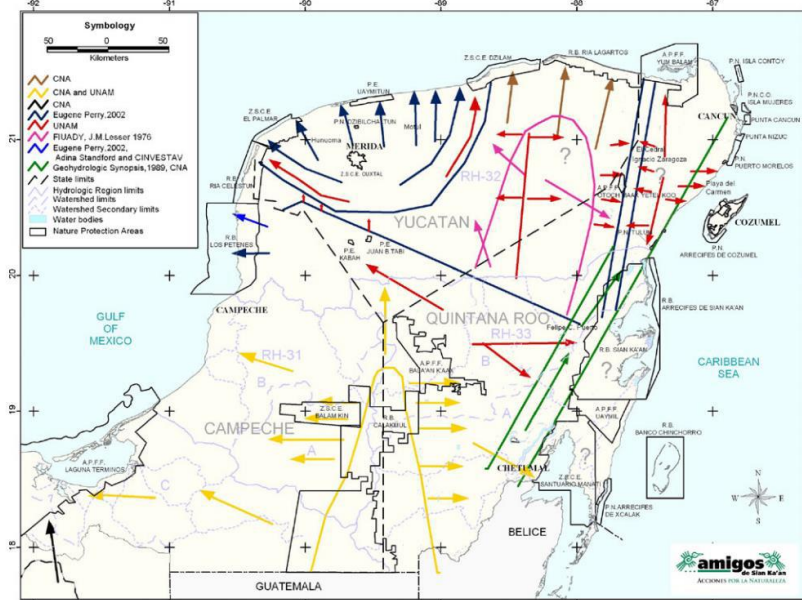 -92 -91 -90 -89 -88 -87
Symbology
50 0 50
Kilometers
CNA
CNA and UNAM
CNA
Eugene Perry,2002
UNAM
FIUADY, J.M.Lesser 1976
Eugene Perry,2002,
Adina Standford and CINVESTAV
Geohydrologic Synopsis,1989, CNA
State limits
Hydrologic Region limits
Watershed limits
Watershed Secondary limits
Water bodies
Nature Protection Areas
Z.S.C.E. DZILAM
R.B. RIA LAGARTOS
A.P.F.F.
YUM BALAM
P.N. ISLA CONTOY
P.N.C.O.
ISLA MUJERES
CANCUN
PUNTA CANCUN
PUNTA NIZUC
P.N.
PUERTO MORELOS
P.E.
UAYMITUN
Z.S.C.E.
EL PALMAR
P.N. DZIBILCHALTUN
Hunucma
Motul
MERIDA
Z.S.C.E. CUXTAL
21
R.B.
RIA CELESTUN
RH-32
?
El Cedral
Ignacio Zaragoza
?
Playa del
Carmen
COZUMEL
P.N. TULUM
P.N.
ARRECIFES DE COZUMEL
YUCATAN
R.B.
LOS PETENES
P.E.
KABAH
P.E.
JUAN B.TABI
20
CAMPECHE
GULF
OF
MEXICO
QUINTANA ROO
RH-33
Felipe C. Puerto
R.B.
ARRECIFES DE SIAN KA'AN
R.B. SIAN KA'AN
?
CARIBBEAN
SEA
RH-31
B
B
A.P.F.F.
BALA'AN K'AAX
19
Z.S.C.E.
BALAM KIN
R.B.
CALAKMUL
A
A.P.F.F.
UAYMIL
R.B.
BANCO CHINCHORRO
CAMPECHE
A
A.P.F.F.
LAGUNA TERMINOS
C
CHETUMAL
?
Z.S.C.E.
SANTUARIO MANATI
P.N.ARRECIFES
DE XCALAK
N
W E
S
BELICE
18
GUATEMALA
amigos
de Sian Ka'an
ACCIONES POR LA NATURALEZA